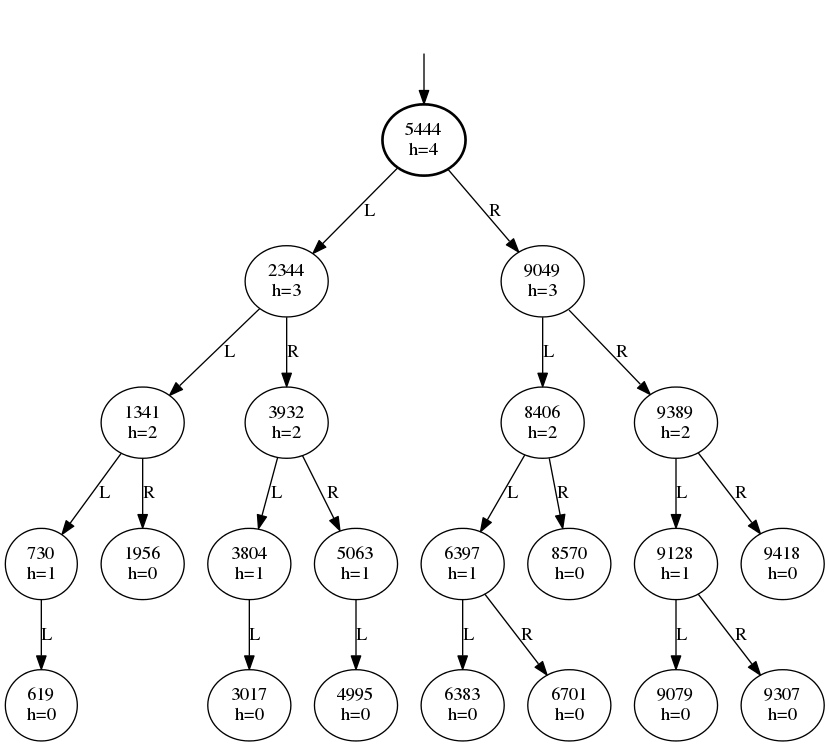 5444
h=4
L
R
2344
h=3
9049
h=3
L
R
L
R
1341
h=2
3932
h=2
8406
h=2
9389
h=2
L
R
L
R
L
R
L
R
730
h=1
1956
h=0
3804
h=1
5063
h=1
6397
h=1
8570
h=0
9128
h=1
9418
h=0
L
L
L
L
R
L
R
619
h=0
3017
h=0
4995
h=0
6383
h=0
6701
h=0
9079
h=0
9307
h=0